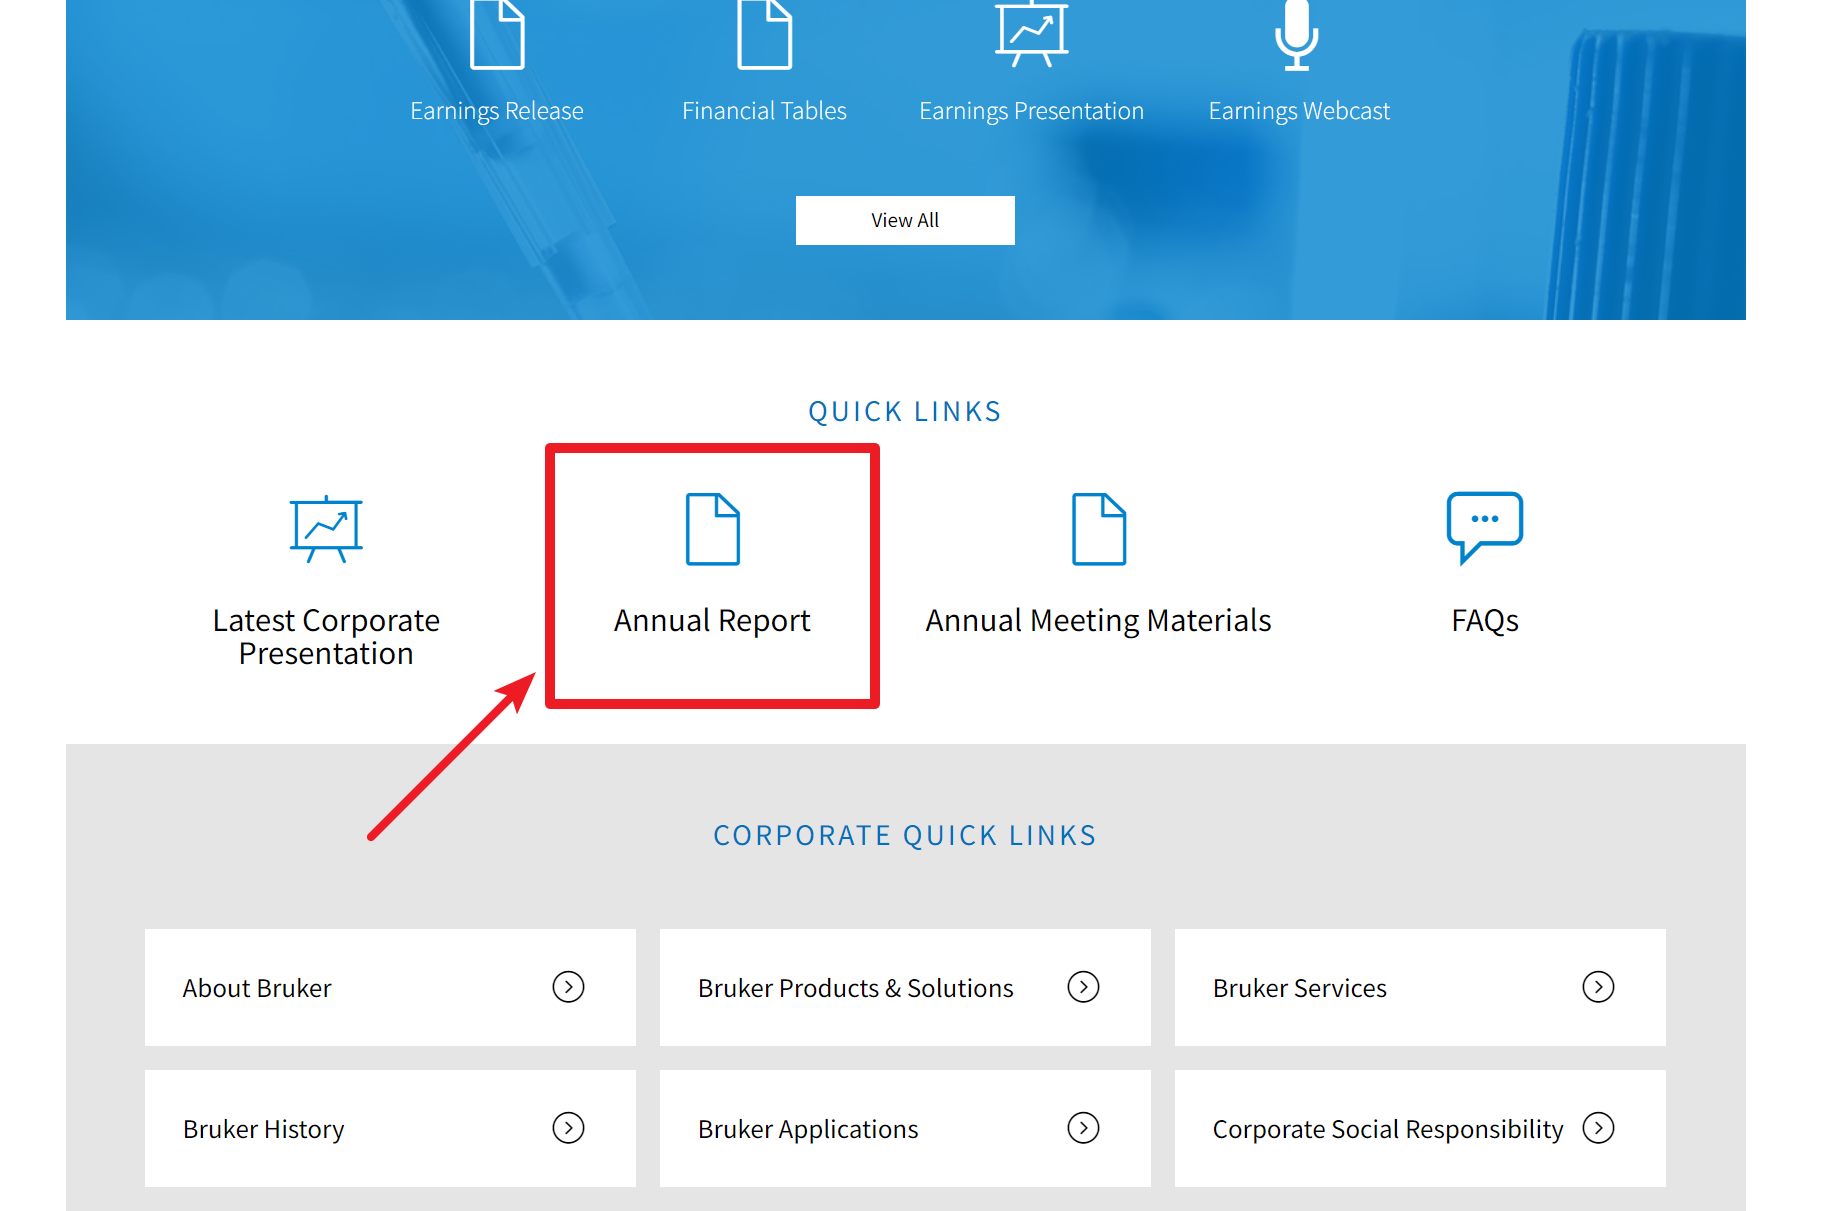 Earnings Release
Financial Tables
Earnings Presentation
Earnings Webcast
View All
QUICK LINKS
Latest Corporate
Presentation
Annual Report
Annual Meeting Materials
FAQs
CORPORATE QUICK LINKS
About Bruker
Bruker Products & Solutions
Bruker Services
Bruker History
Bruker Applications
Corporate Social Responsibility